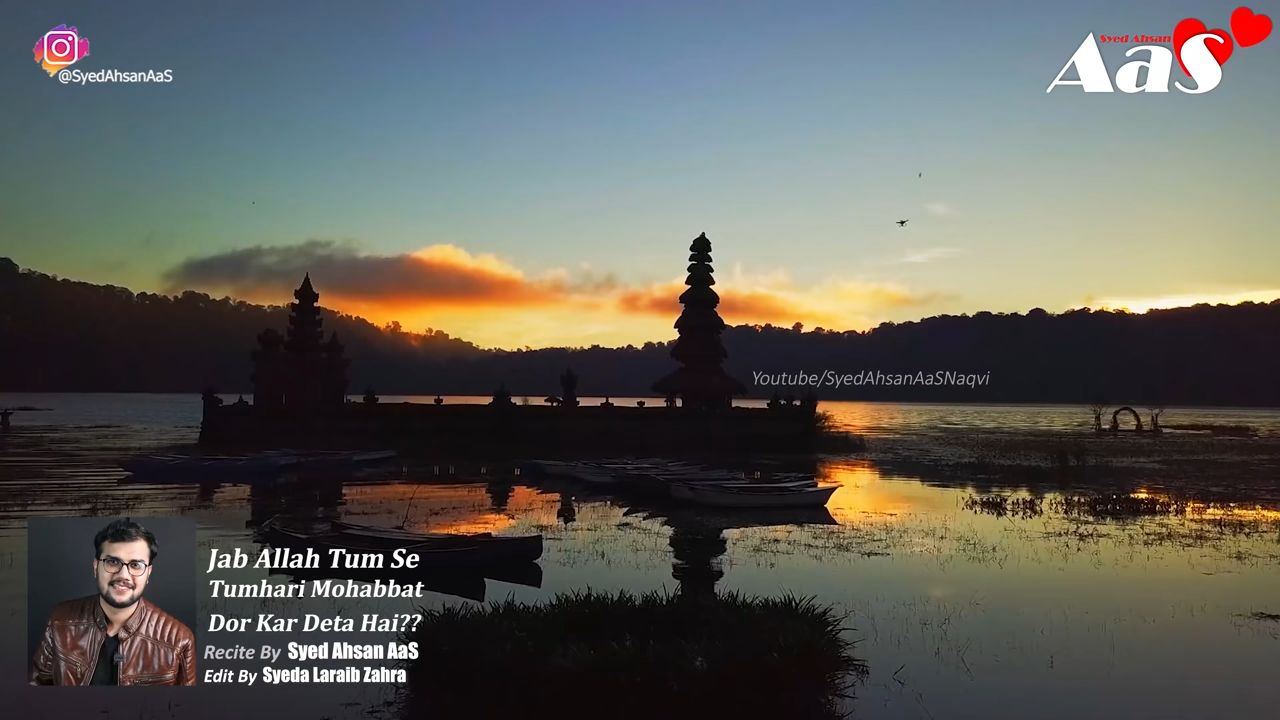 @SyedAhsanAaS
Syed Ahsan
AaS
Youtube/SyedAhsanAaSNaqvi
Jab Allah Tum Se
Tumhari Mohabbat
Dor Kar Deta Hai??
Recite By Syed Ahsan AaS
Edit By Syeda Laraib Zahra